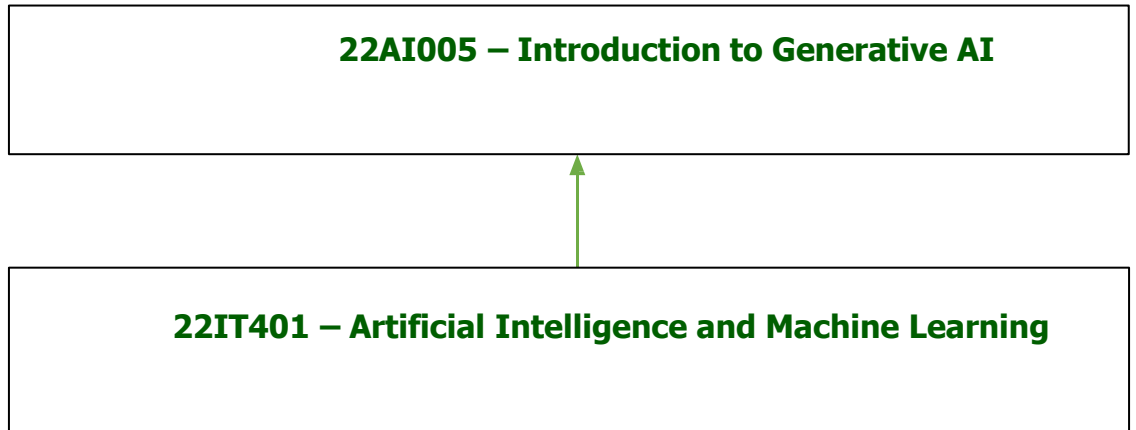 22AI005 – Introduction to Generative AI
22IT401 – Artificial Intelligence and Machine Learning